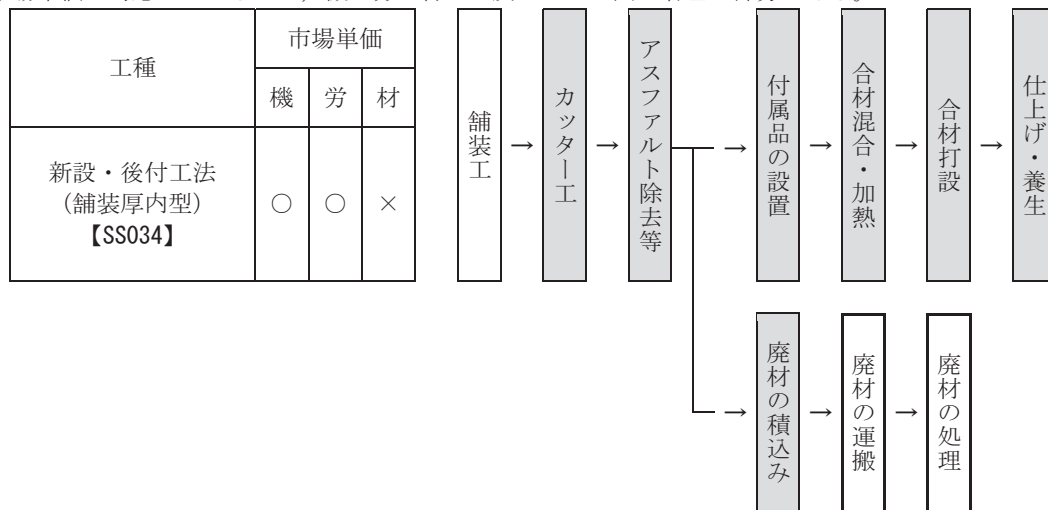 工種
市場単価
機 労 材
新設・後付工法
(舗装厚内型)
【SS034】
○ ○ ×
舗装工
→
カッター工
→
アスファルト除去等
→
付属品の設置
→
合材混合・加熱
→
合材打設
→
仕上げ・養生
→
廃材の積込み
→
廃材の運搬
→
廃材の処理